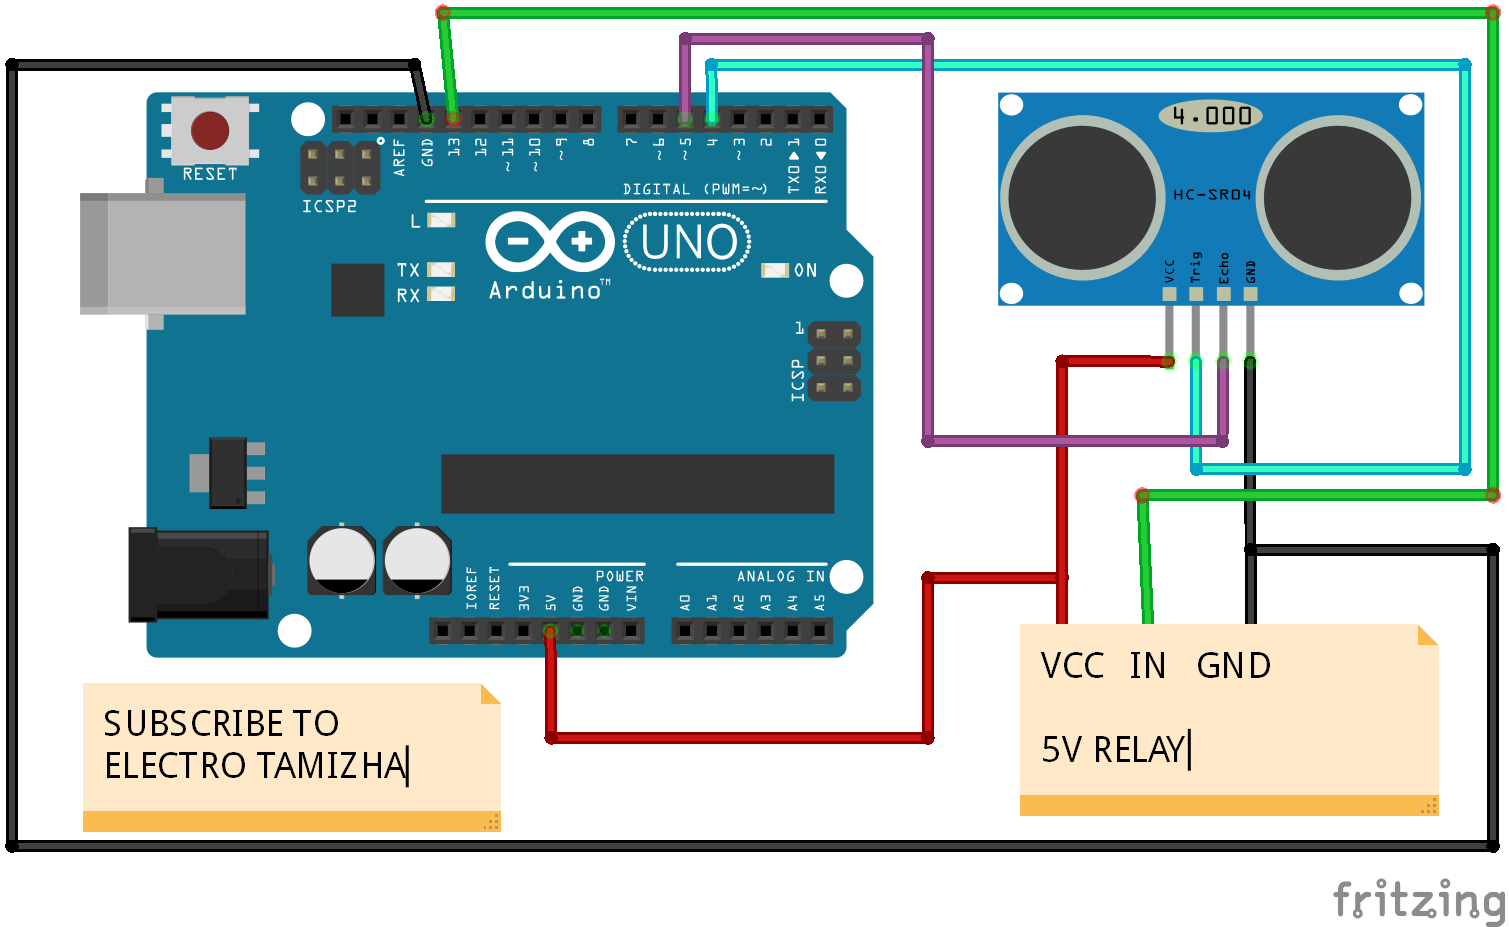 RESET
ICSP2
AREF
GND
13
12
~11
~10
~9
8
7
~6
~5
4
~3
2
TX0▶1
RX0◀0
DIGITAL (PWM=~)
L
TX
RX
UNO
Arduino™
ON
1
ICSP
4.000
HC-SR04
VCC
Trig
Echo
GND
POWER
ANALOG IN
IOREF
RESET
3V3
5V
GND
GND
VIN
A0
A1
A2
A3
A4
A5
VCC IN GND
5V RELAY
SUBSCRIBE TO
ELECTRO TAMIZHA
fritzing